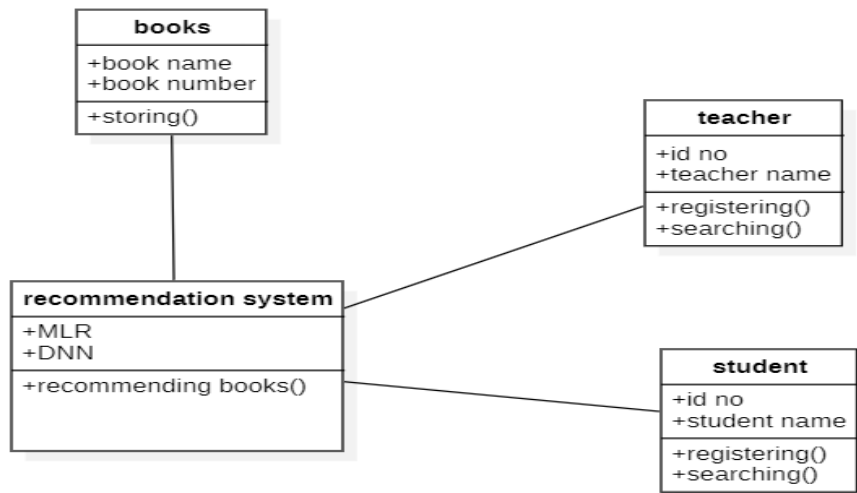 books
+book name
+book number
+storing()
teacher
+id no
+teacher name
+registering()
+searching()
recommendation system
+MLR
+DNN
+recommending books()
student
+id no
+student name
+registering()
+searching()